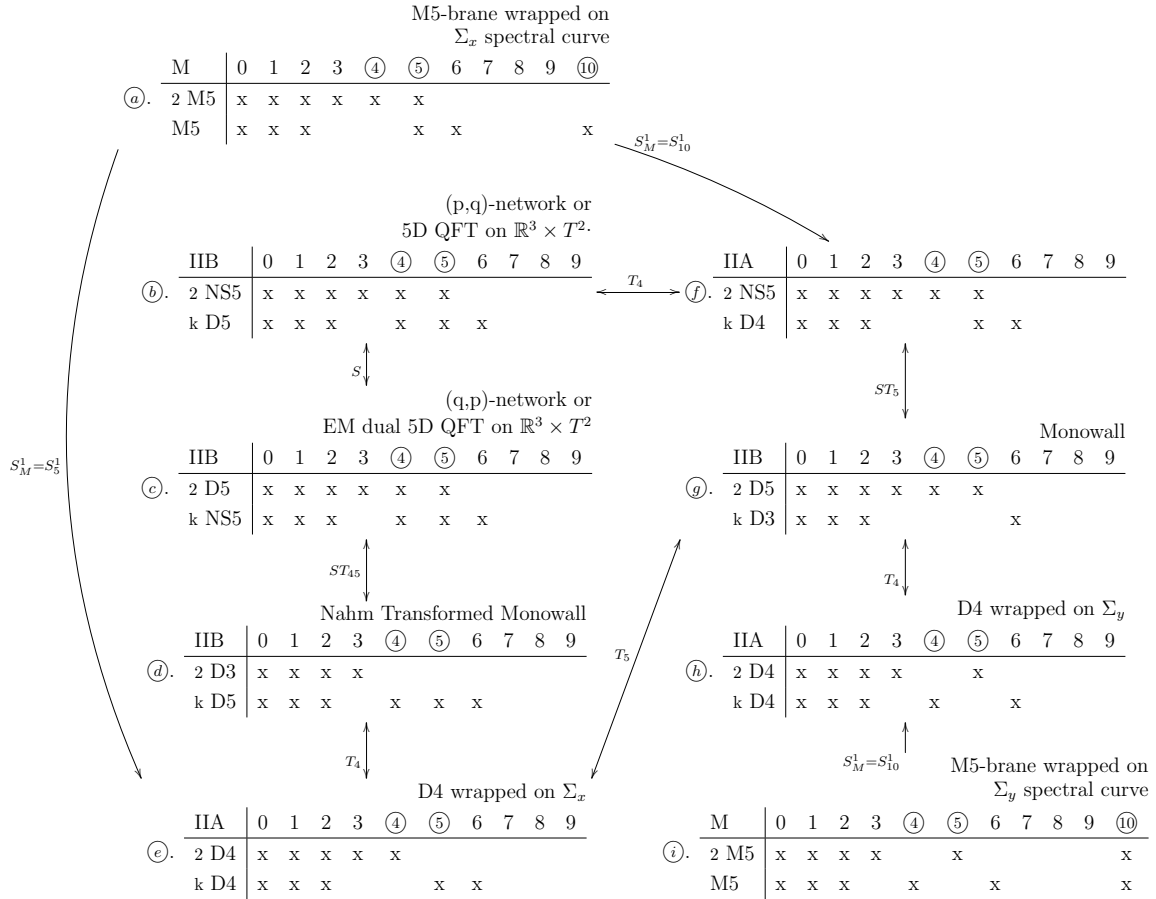 M5-brane wrapped on
Σₓ spectral curve
M 0 1 2 3 ④ ⑤ 6 7 8 9 ⑩
ⓐ. 2 M5 x x x x x x
M5 x x x x x x
S¹_M=S¹₁₀
(p,q)-network or
5D QFT on ℝ³ × T².
IIB 0 1 2 3 ④ ⑤ 6 7 8 9
ⓑ. 2 NS5 x x x x x x
k D5 x x x x x x
T₄
IIA 0 1 2 3 ④ ⑤ 6 7 8 9
ⓕ. 2 NS5 x x x x x x
k D4 x x x x x
S
ST₅
(q,p)-network or
EM dual 5D QFT on ℝ³ × T²
IIB 0 1 2 3 ④ ⑤ 6 7 8 9
ⓒ. 2 D5 x x x x x x
k NS5 x x x x x x
S¹_M=S¹₅
Monowall
IIB 0 1 2 3 ④ ⑤ 6 7 8 9
ⓖ. 2 D5 x x x x x x
k D3 x x x x
ST₄₅
T₄
Nahm Transformed Monowall
IIB 0 1 2 3 ④ ⑤ 6 7 8 9
ⓓ. 2 D3 x x x x
k D5 x x x x x x
T₅
D4 wrapped on Σ_y
IIA 0 1 2 3 ④ ⑤ 6 7 8 9
ⓗ. 2 D4 x x x x x
k D4 x x x x x
T₄
S¹_M=S¹₁₀
D4 wrapped on Σₓ
IIA 0 1 2 3 ④ ⑤ 6 7 8 9
ⓔ. 2 D4 x x x x x
k D4 x x x x x
M5-brane wrapped on
Σ_y spectral curve
M 0 1 2 3 ④ ⑤ 6 7 8 9 ⑩
ⓘ. 2 M5 x x x x x x
M5 x x x x x x